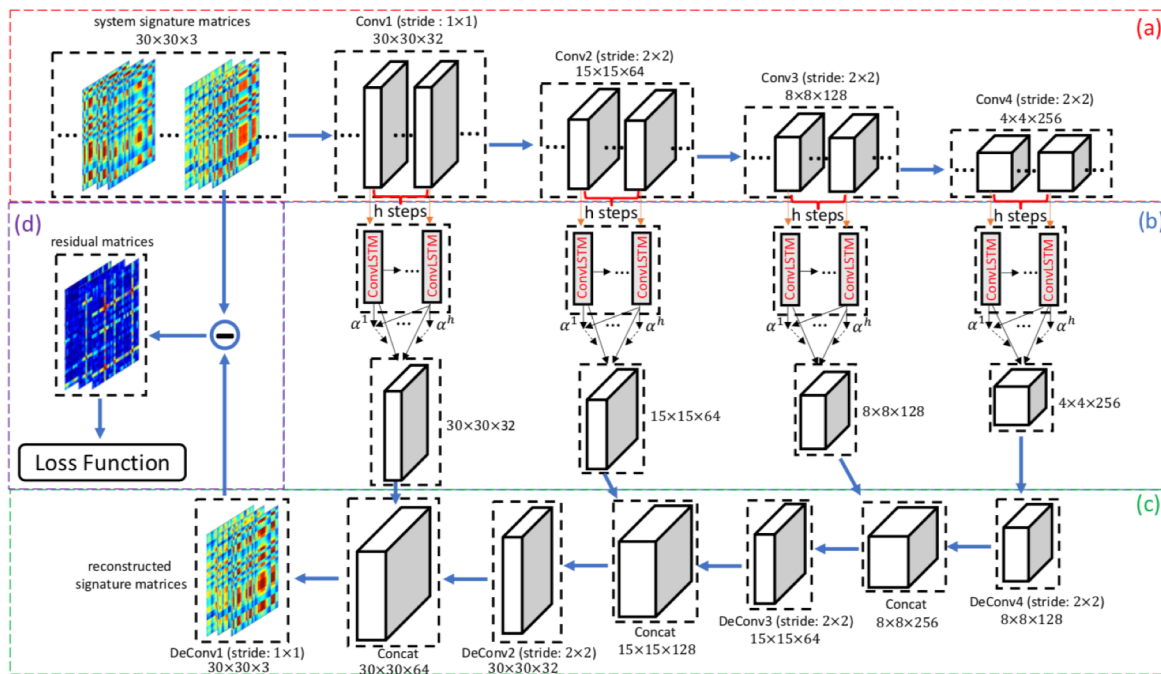 system signature matrices
30×30×3
Conv1 (stride : 1×1)
30×30×32
Conv2 (stride: 2×2)
15×15×64
Conv3 (stride: 2×2)
8×8×128
Conv4 (stride: 2×2)
4×4×256
(a)
h steps
h steps
h steps
h steps
(b)
ConvLSTM
...
ConvLSTM
ConvLSTM
...
ConvLSTM
ConvLSTM
...
ConvLSTM
ConvLSTM
...
ConvLSTM
α¹ ... αʰ
α¹ ... αʰ
α¹ ... αʰ
α¹ ... αʰ
30×30×32
15×15×64
8×8×128
4×4×256
(d)
residual matrices
Loss Function
(c)
reconstructed
signature matrices
DeConv1 (stride: 1×1)
30×30×3
Concat
30×30×64
DeConv2 (stride: 2×2)
30×30×32
Concat
15×15×128
DeConv3 (stride: 2×2)
15×15×64
Concat
8×8×256
DeConv4 (stride: 2×2)
8×8×128